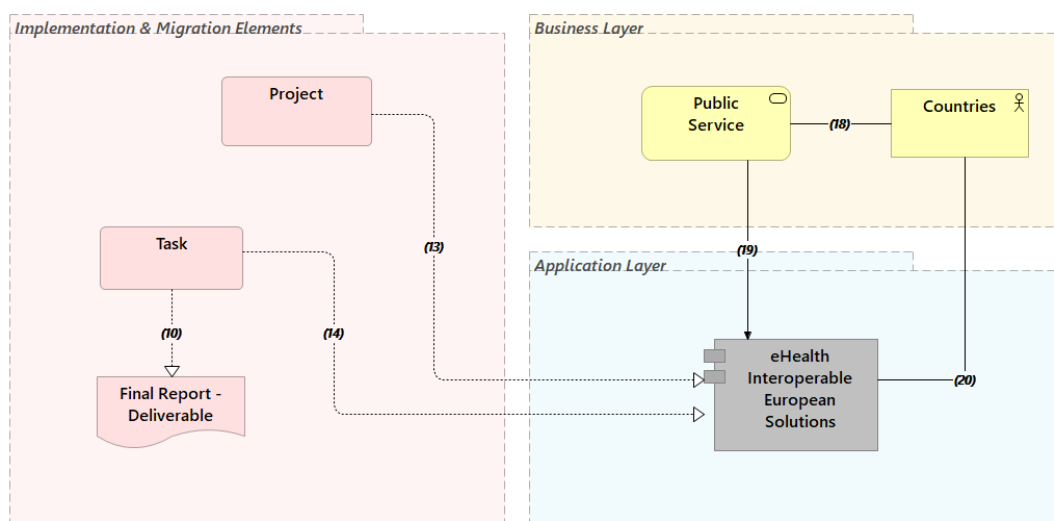 Implementation & Migration Elements
Business Layer
Project
Public
Service
Countries
(18)
Task
(13)
(19)
Application Layer
(10)
(14)
eHealth
Interoperable
European
Solutions
(20)
Final Report -
Deliverable